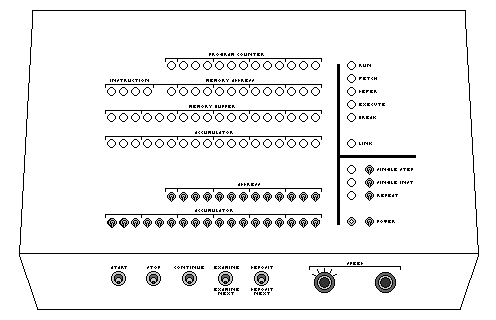 PROGRAM COUNTER
INSTRUCTION MEMORY ADDRESS
MEMORY BUFFER
ACCUMULATOR
ADDRESS
ACCUMULATOR
RUN
FETCH
DEFER
EXECUTE
BREAK
LINK
SINGLE STEP
SINGLE INST
REPEAT
POWER
START STOP CONTINUE EXAMINE DEPOSIT
EXAMINE NEXT DEPOSIT NEXT
SPEED